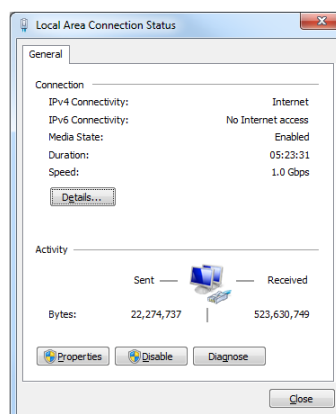 Local Area Connection Status
General
Connection
IPv4 Connectivity: Internet
IPv6 Connectivity: No Internet access
Media State: Enabled
Duration: 05:23:31
Speed: 1.0 Gbps
Details...
Activity
Sent Received
Bytes: 22,274,737 523,630,749
Properties Disable Diagnose
Close